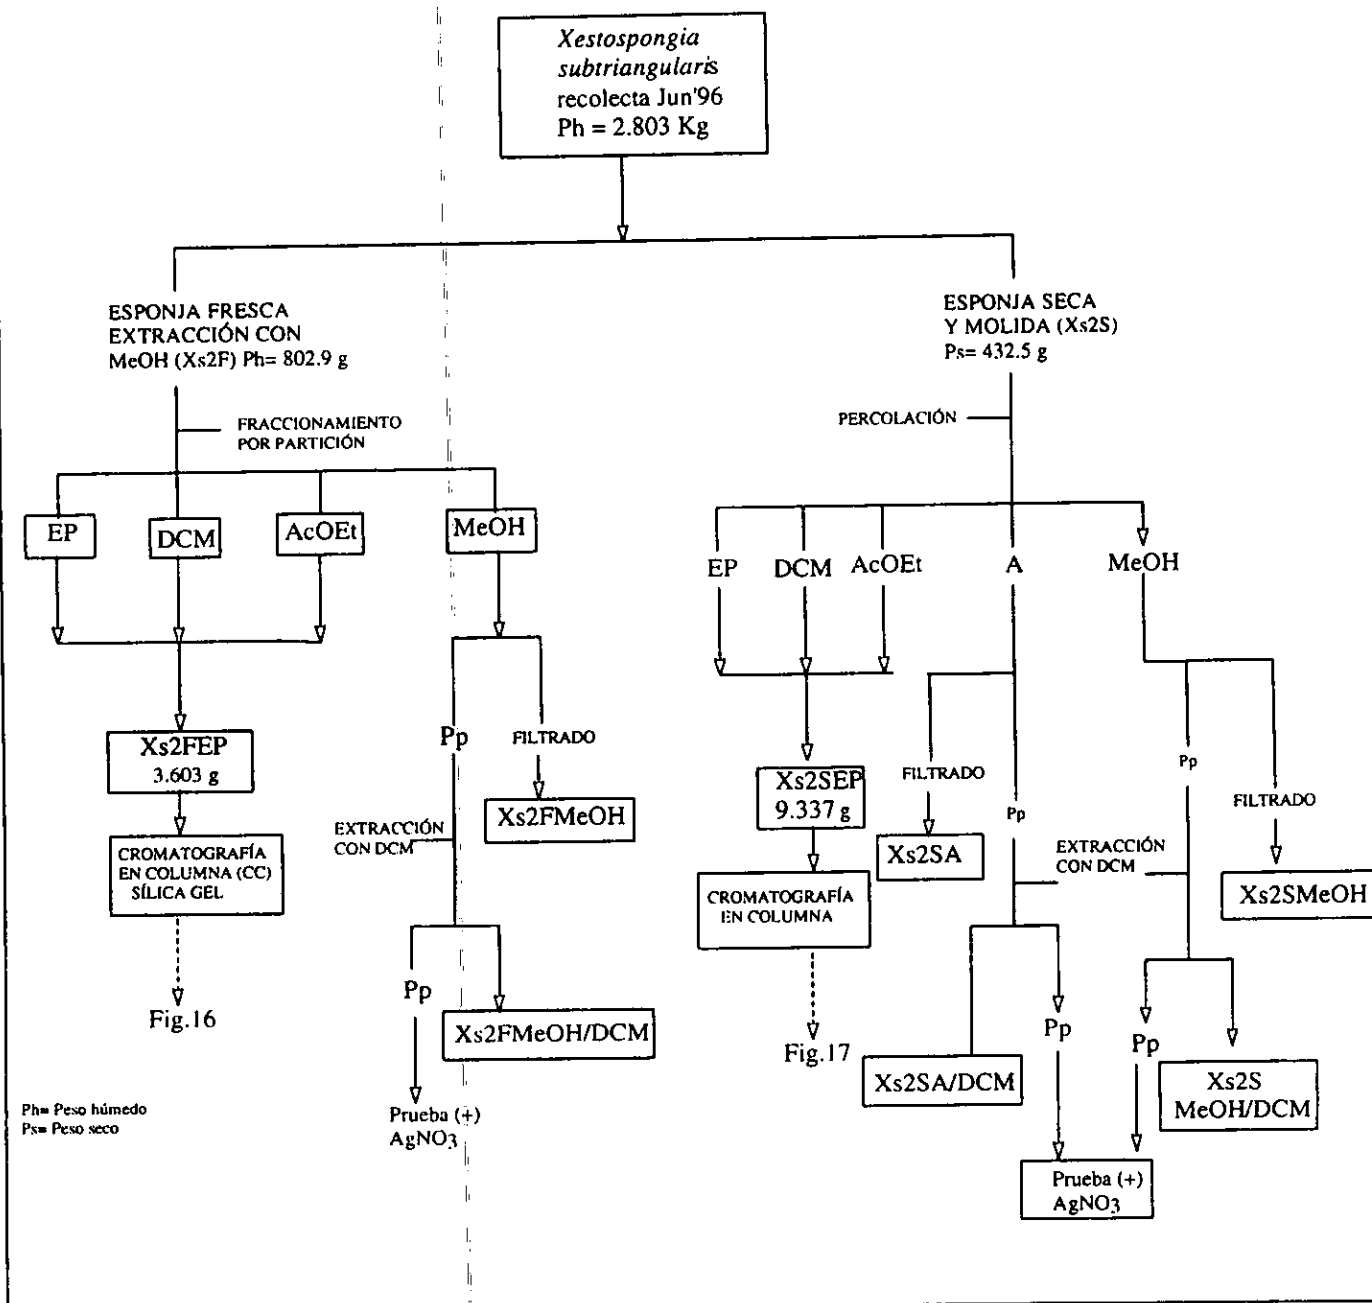 Xestospongia
subtriangularis
recolecta Jun'96
Ph = 2.803 Kg
ESPONJA FRESCA
EXTRACCIÓN CON
MeOH (Xs2F) Ph= 802.9 g
FRACCIONAMIENTO
POR PARTICIÓN
EP
DCM
AcOEt
MeOH
Xs2FEP
3.603 g
CROMATOGRAFÍA
EN COLUMNA (CC)
SÍLICA GEL
Fig.16
Pp
FILTRADO
Xs2FMeOH
EXTRACCIÓN
CON DCM
Pp
Xs2FMeOH/DCM
Prueba (+)
AgNO3
ESPONJA SECA
Y MOLIDA (Xs2S)
Ps= 432.5 g
PERCOLACIÓN
EP
DCM
AcOEt
A
MeOH
Xs2SEP
9.337 g
CROMATOGRAFÍA
EN COLUMNA
Fig.17
FILTRADO
Xs2SA
Pp
EXTRACCIÓN
CON DCM
Pp
FILTRADO
Xs2SMeOH
Xs2SA/DCM
Pp
Pp
Xs2S
MeOH/DCM
Prueba (+)
AgNO3
Ph= Peso húmedo
Ps= Peso seco